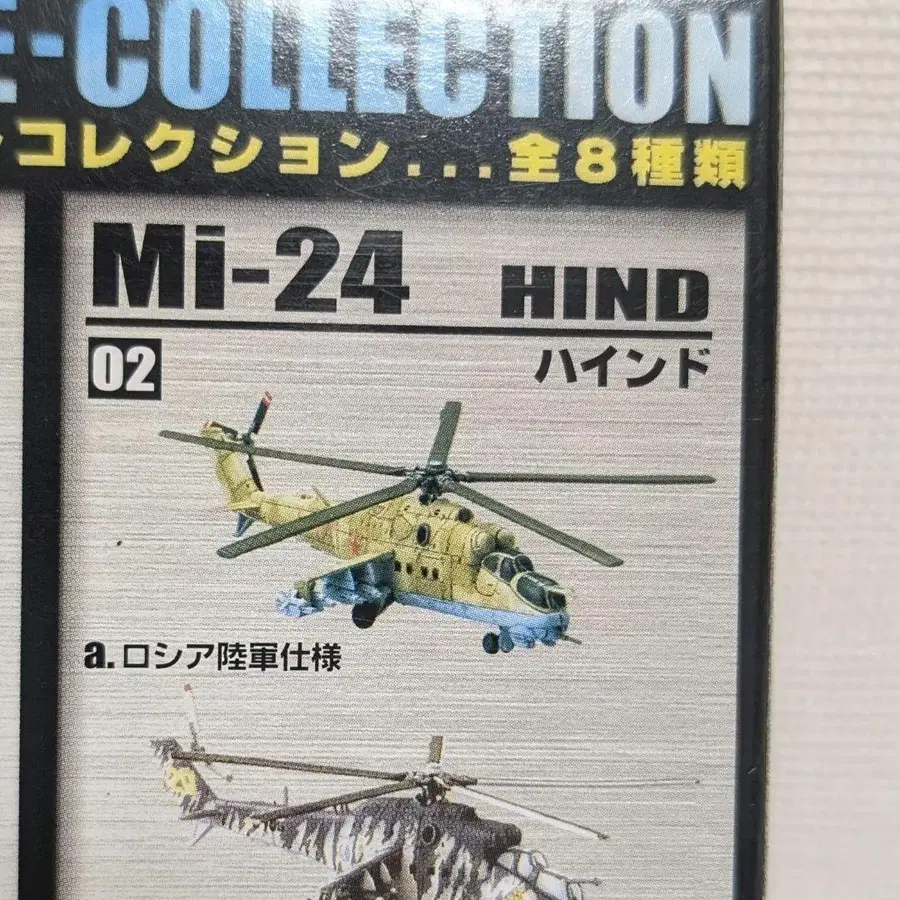 E-COLLECTION
ンコレクション...全8種類
Mi-24 HIND
02 ハインド
a.ロシア陸軍仕様